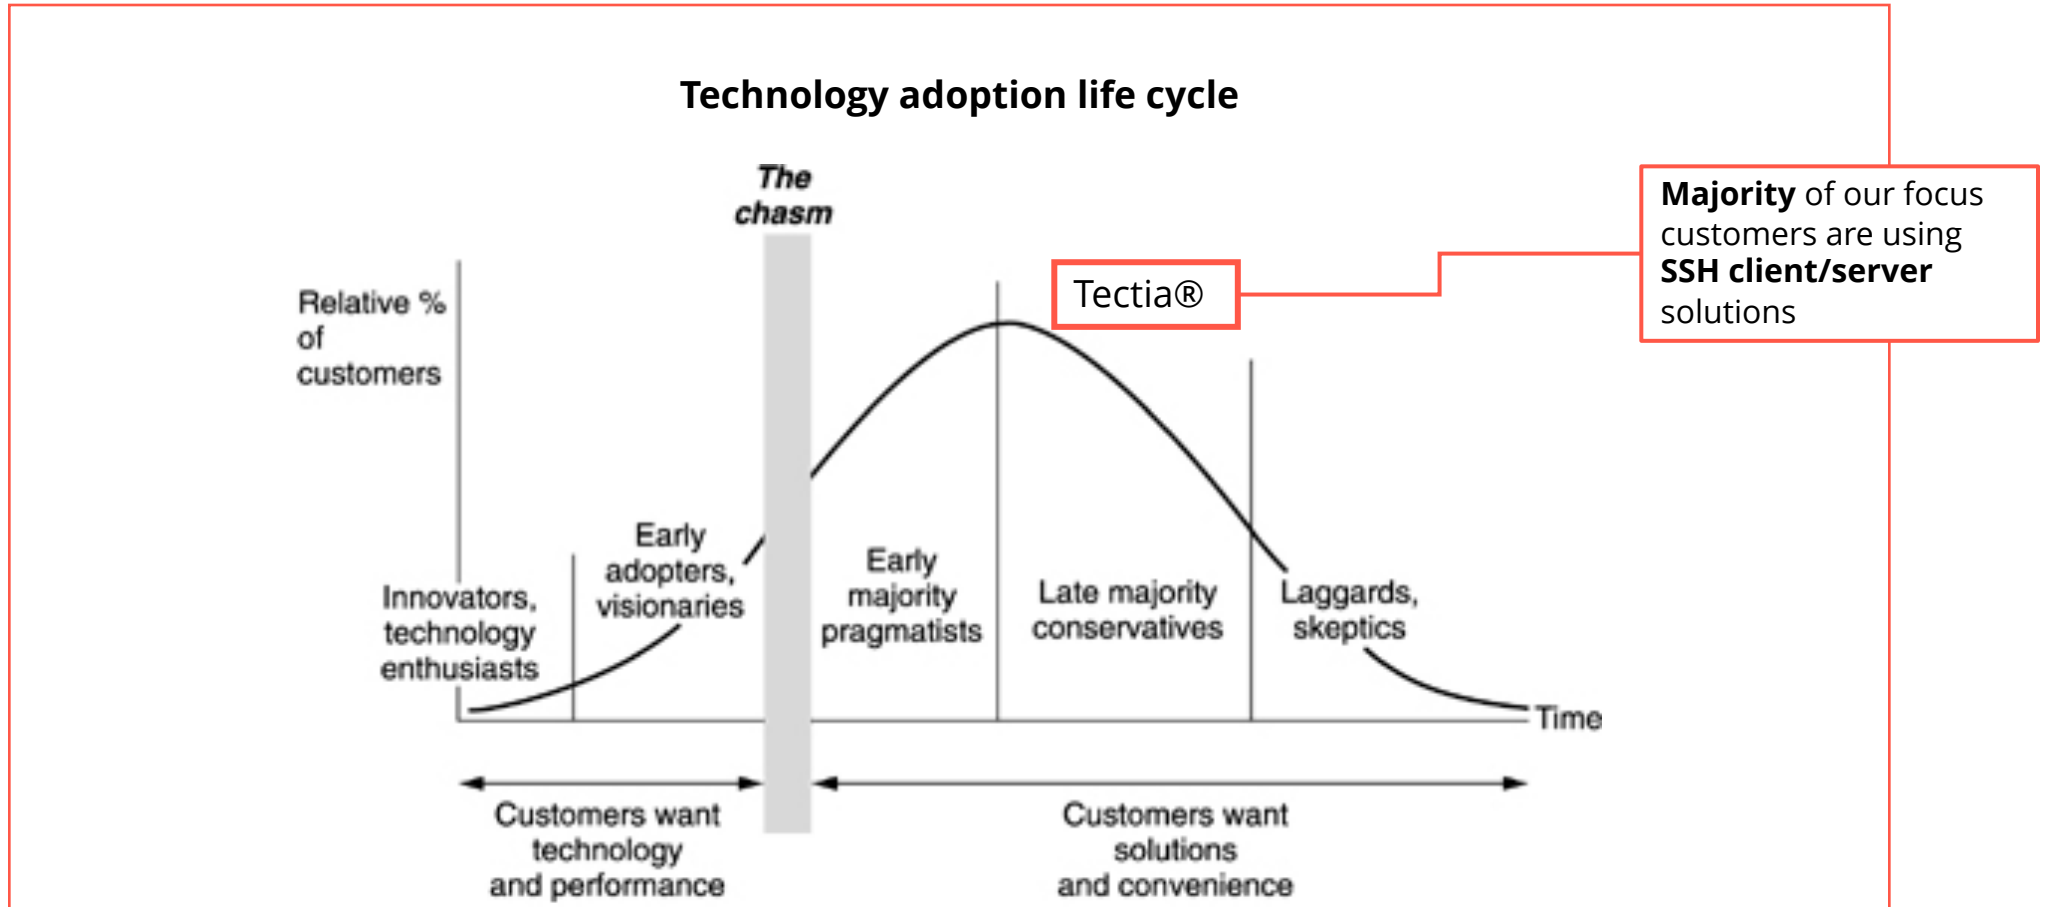 Technology adoption life cycle
The
chasm
Majority of our focus
customers are using
SSH client/server
solutions
Tectia®
Relative %
of
customers
Innovators,
technology
enthusiasts
Early
adopters,
visionaries
Early
majority
pragmatists
Late majority
conservatives
Laggards,
skeptics
Time
Customers want
technology
and performance
Customers want
solutions
and convenience